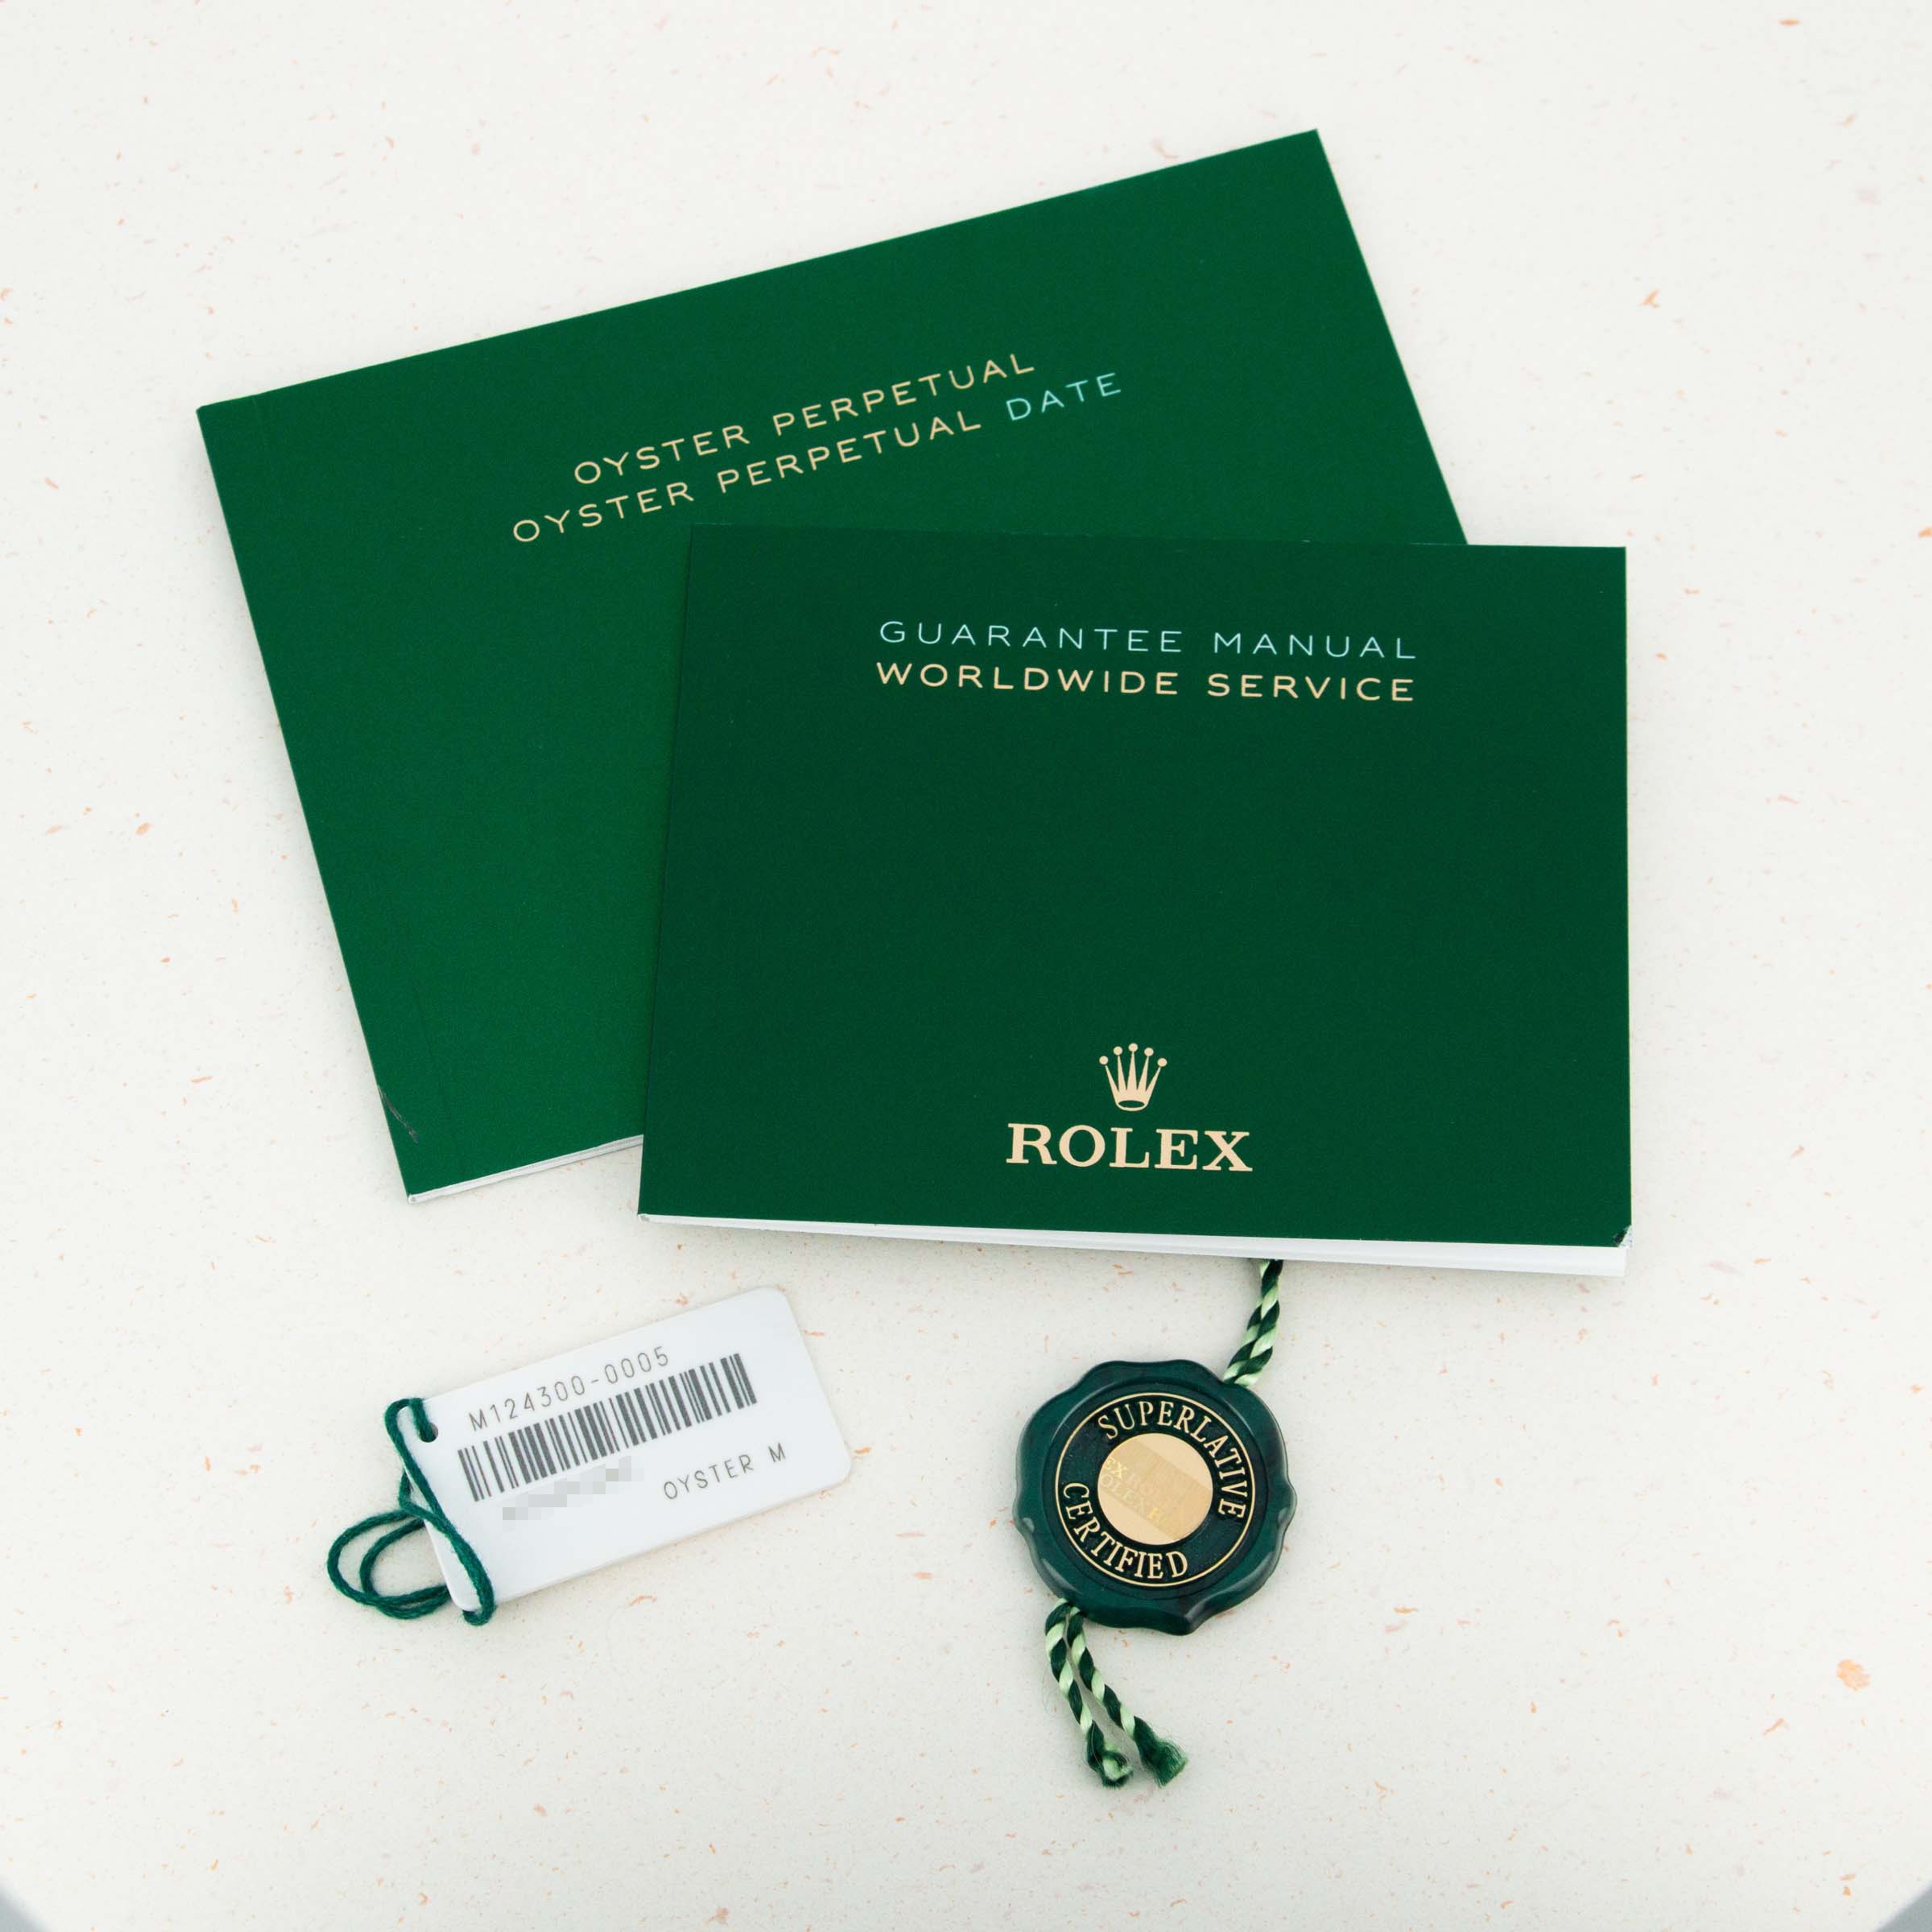 OYSTER PERPETUAL
OYSTER PERPETUAL DATE
GUARANTEE MANUAL
WORLDWIDE SERVICE
ROLEX
M124300-0005
OYSTER M
SUPERLATIVE
CERTIFIED